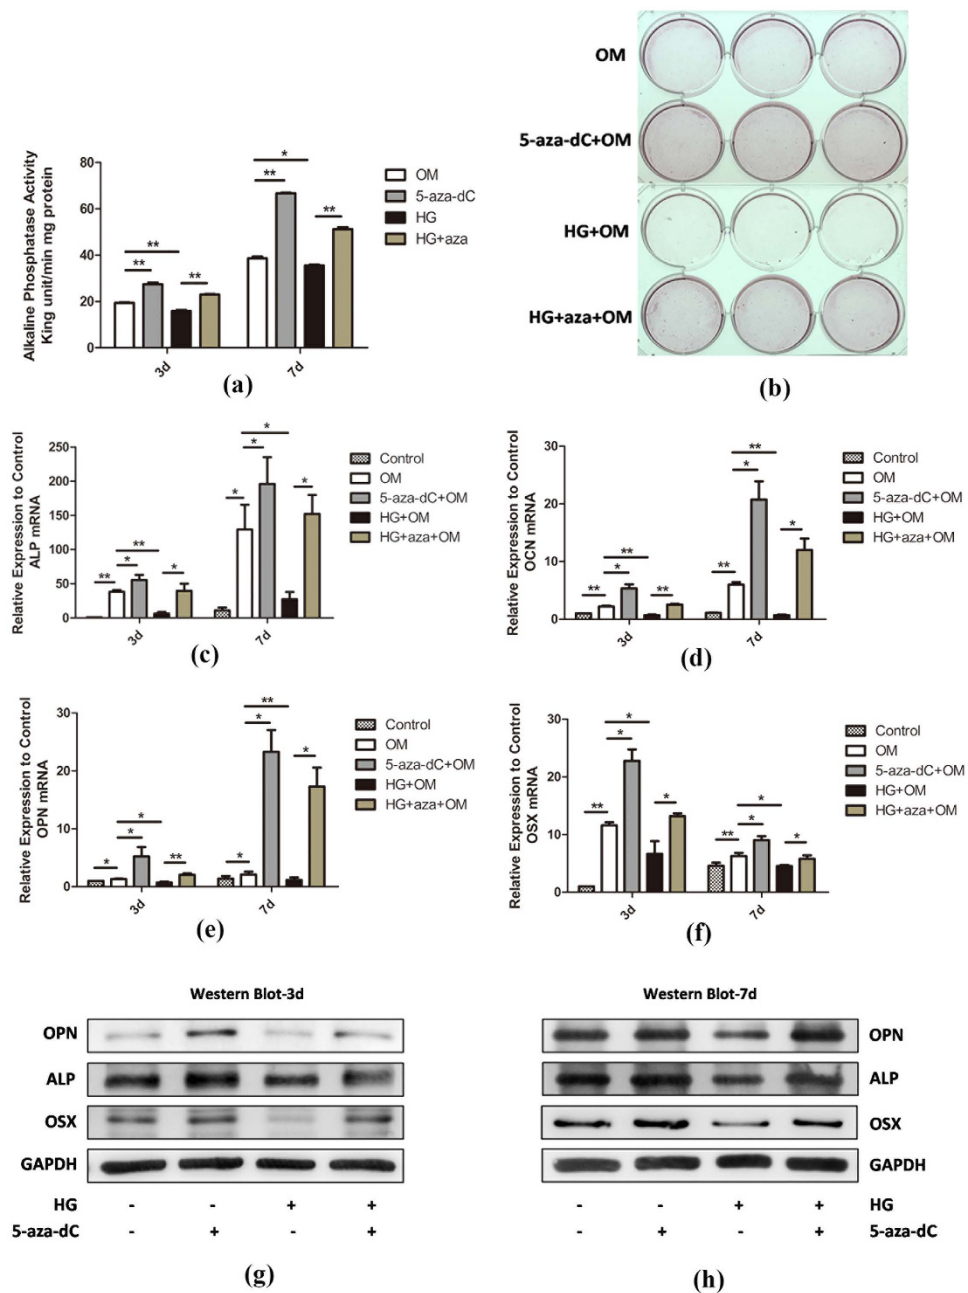 Alkaline Phosphatase Activity
King unit/min mg protein
80
60
40
20
0
**
**
**
*
**
**
3d
7d
OM
5-aza-dC
HG
HG+aza
(a)
OM
5-aza-dC+OM
HG+OM
HG+aza+OM
(b)
Relative Expression to Control
ALP mRNA
250
200
150
100
50
0
**
*
**
*
*
*
*
*
3d
7d
Control
OM
5-aza-dC+OM
HG+OM
HG+aza+OM
(c)
Relative Expression to Control
OCN mRNA
30
20
10
0
**
*
**
**
**
*
**
*
3d
7d
Control
OM
5-aza-dC+OM
HG+OM
HG+aza+OM
(d)
Relative Expression to Control
OPN mRNA
30
20
10
0
*
*
*
**
*
*
**
*
3d
7d
Control
OM
5-aza-dC+OM
HG+OM
HG+aza+OM
(e)
Relative Expression to Control
OSX mRNA
30
20
10
0
**
*
*
*
**
*
*
*
3d
7d
Control
OM
5-aza-dC+OM
HG+OM
HG+aza+OM
(f)
Western Blot-3d
OPN
ALP
OSX
GAPDH
HG - - + +
5-aza-dC - + - +
(g)
Western Blot-7d
OPN
ALP
OSX
GAPDH
- - + + HG
- + - + 5-aza-dC
(h)